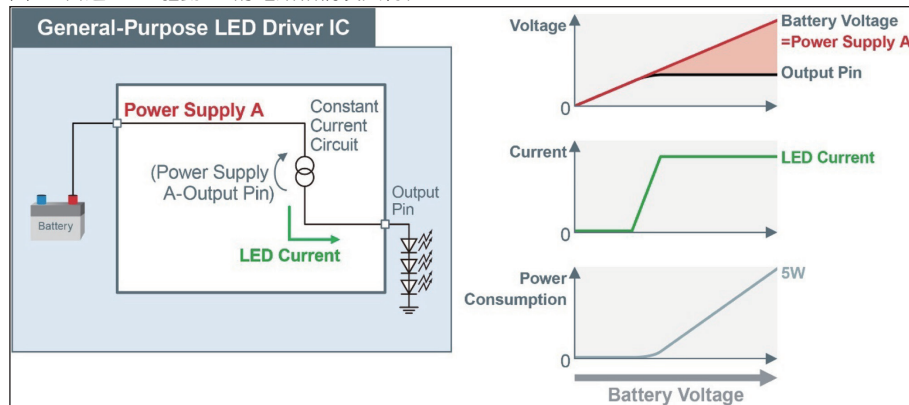 General-Purpose LED Driver IC
Power Supply A
Constant
Current
Circuit
(Power Supply
A-Output Pin)
Output
Pin
Battery
LED Current
Voltage
Battery Voltage
=Power Supply A
Output Pin
0
Current
LED Current
0
Power
Consumption
5W
0
Battery Voltage